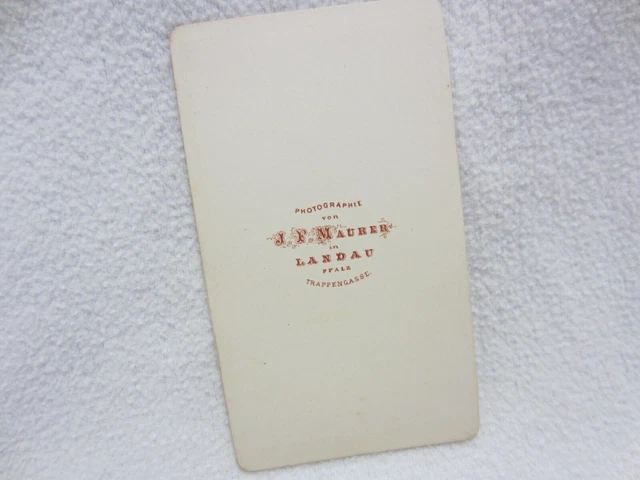 PHOTOGRAPHIE
von
J. F. MAURER
in
LANDAU
PFALZ
TRAPPENGASSE.